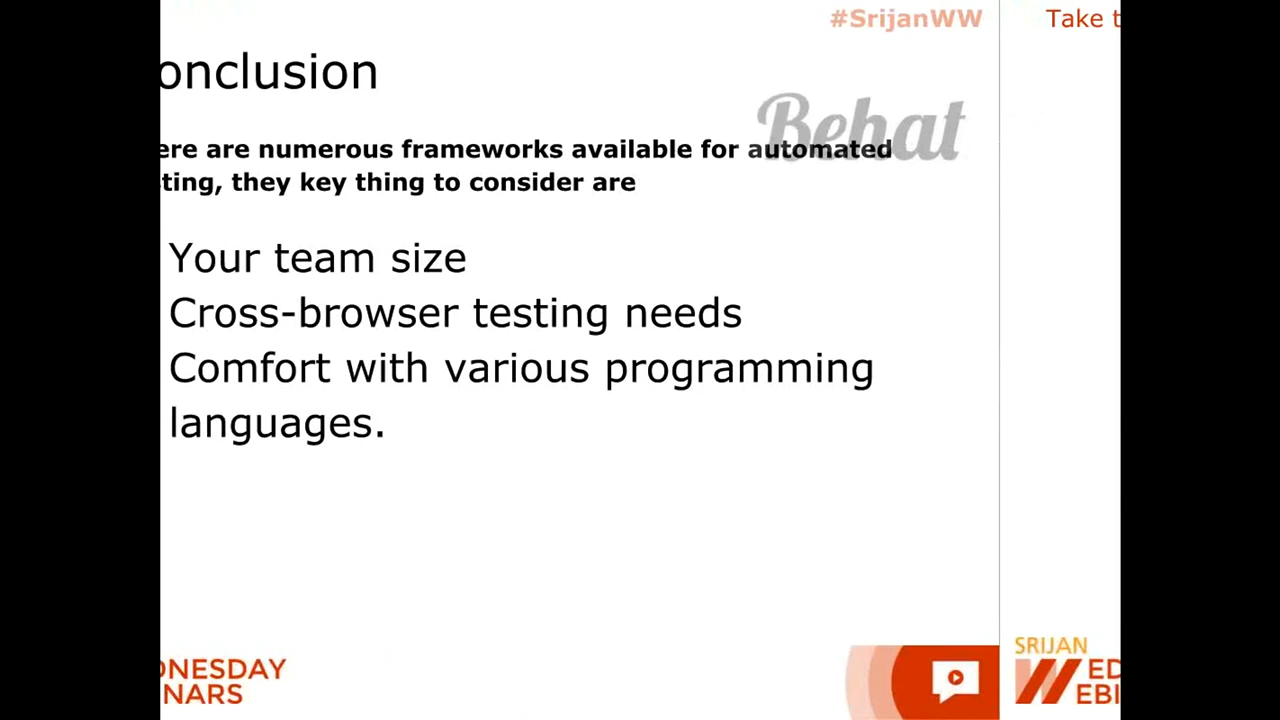 #SrijanWW
Take t
onclusion
Behat
ere are numerous frameworks available for automated
ting, they key thing to consider are
Your team size
Cross-browser testing needs
Comfort with various programming
languages.
DNESDAY
NARS
SRIJAN
W ED
EBI